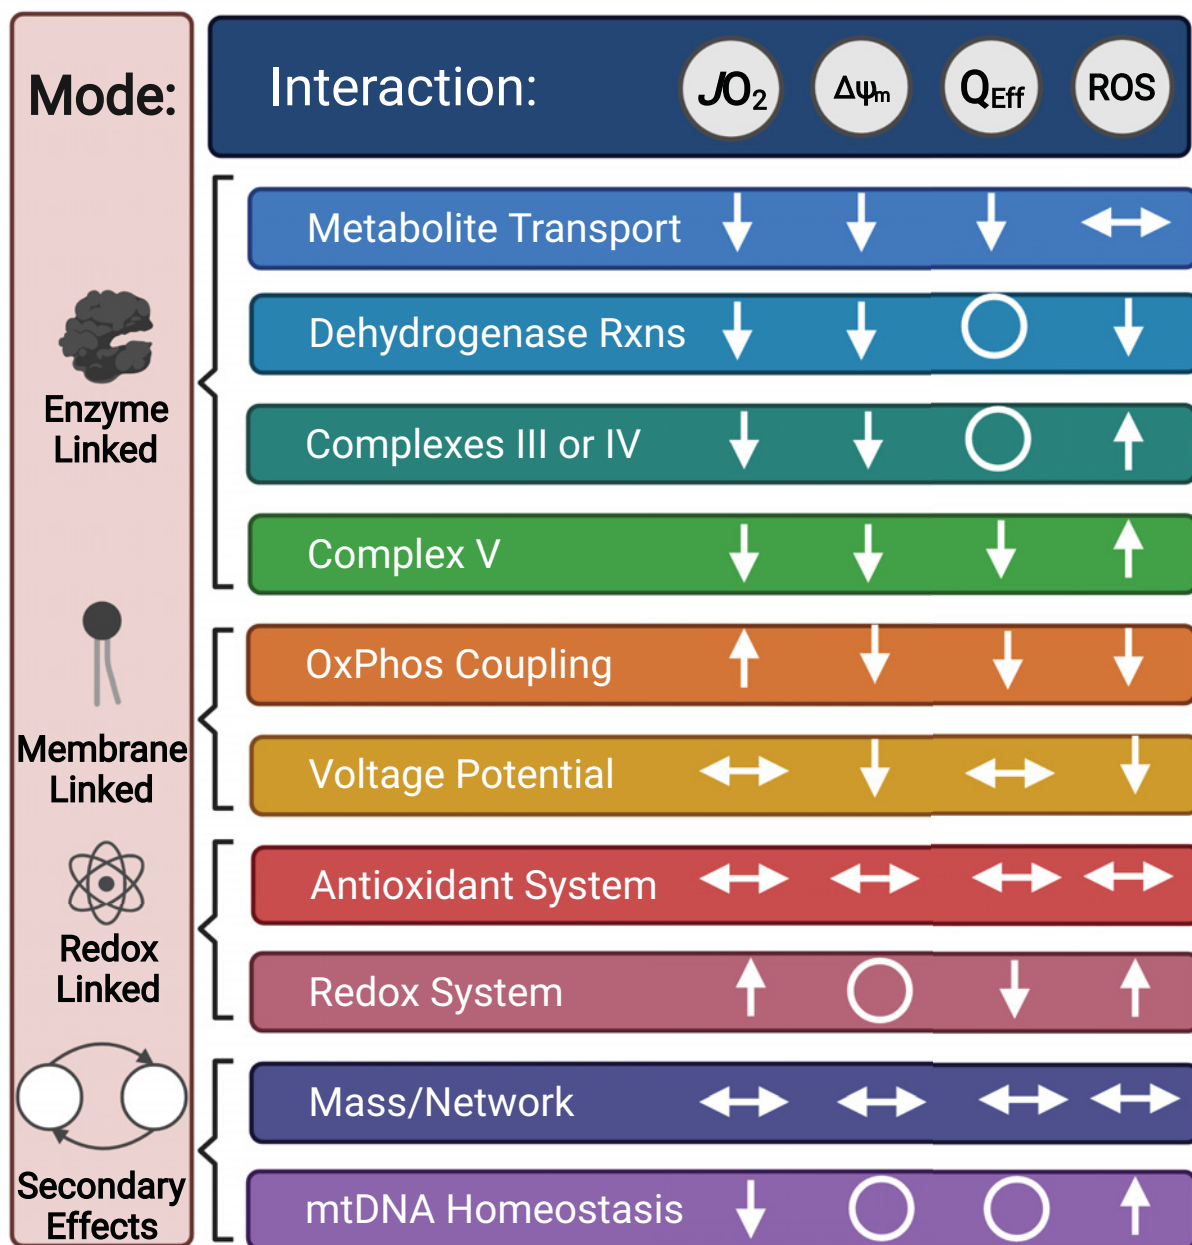 Mode:
Interaction:
JO₂
Δψm
QEff
ROS
Metabolite Transport
Dehydrogenase Rxns
Complexes III or IV
Complex V
Enzyme
Linked
OxPhos Coupling
Voltage Potential
Membrane
Linked
Antioxidant System
Redox System
Redox
Linked
Mass/Network
mtDNA Homeostasis
Secondary
Effects